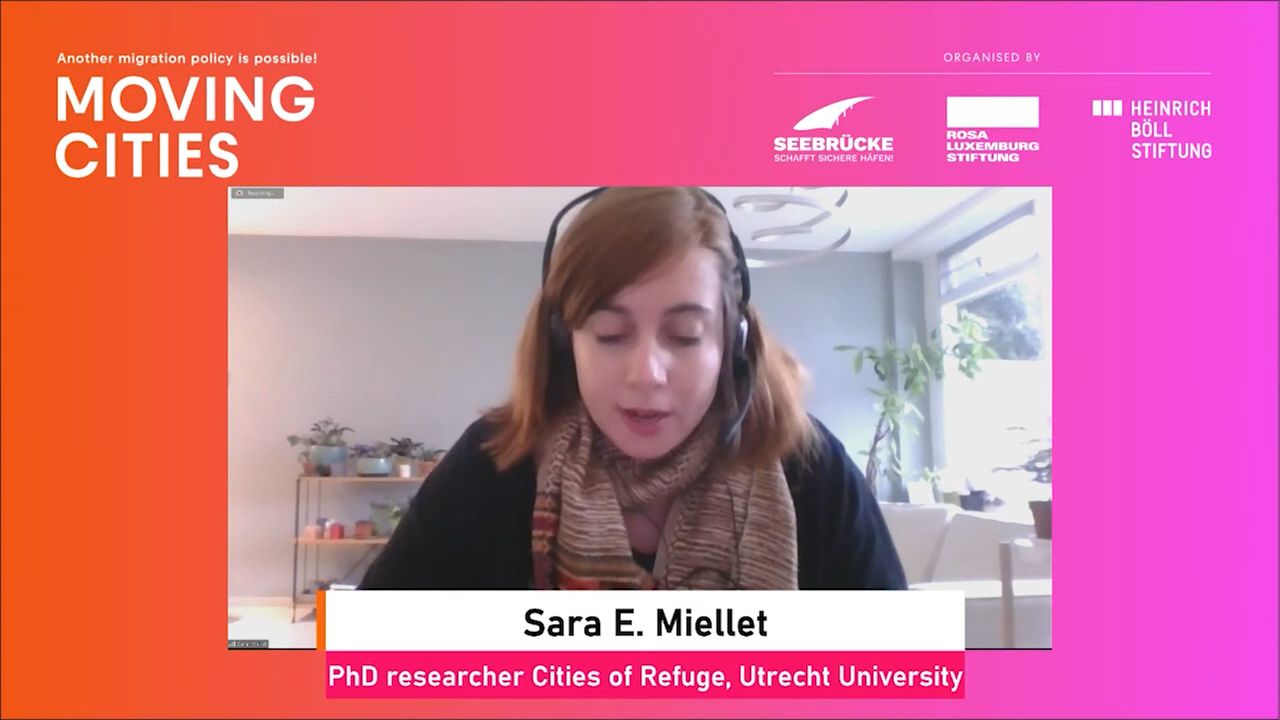 Another migration policy is possible!
MOVING
CITIES
ORGANISED BY
SEEBRÜCKE
SCHAFFT SICHERE HÄFEN!
ROSA
LUXEMBURG
STIFTUNG
HEINRICH
BÖLL
STIFTUNG
Recording...
Sara E. Miellet
PhD researcher Cities of Refuge, Utrecht University